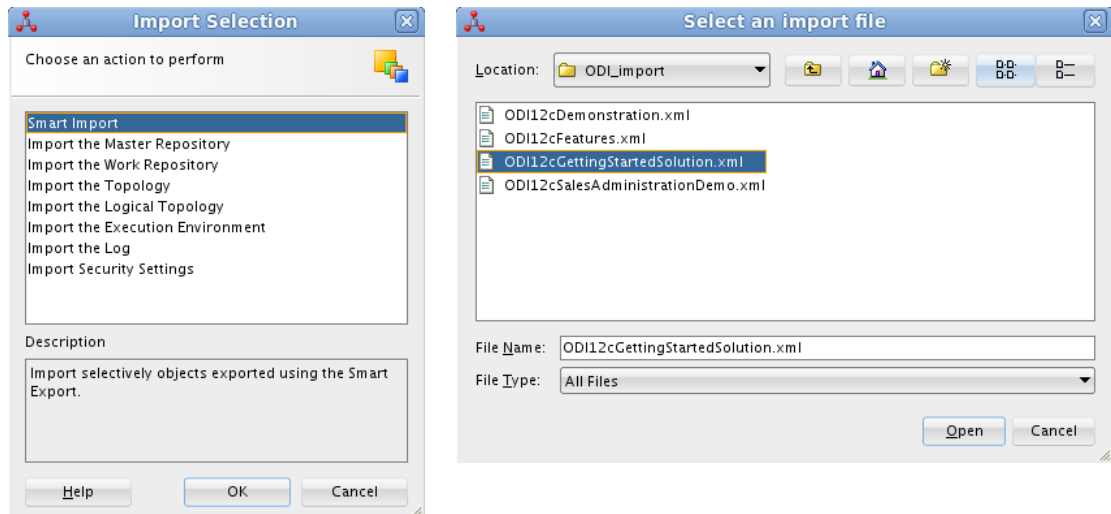 Import Selection
Choose an action to perform
Smart Import
Import the Master Repository
Import the Work Repository
Import the Topology
Import the Logical Topology
Import the Execution Environment
Import the Log
Import Security Settings
Description
Import selectively objects exported using the Smart
Export.
Help OK Cancel
Select an import file
Location: ODI_import
ODI12cDemonstration.xml
ODI12cFeatures.xml
ODI12cGettingStartedSolution.xml
ODI12cSalesAdministrationDemo.xml
File Name: ODI12cGettingStartedSolution.xml
File Type: All Files
Open Cancel